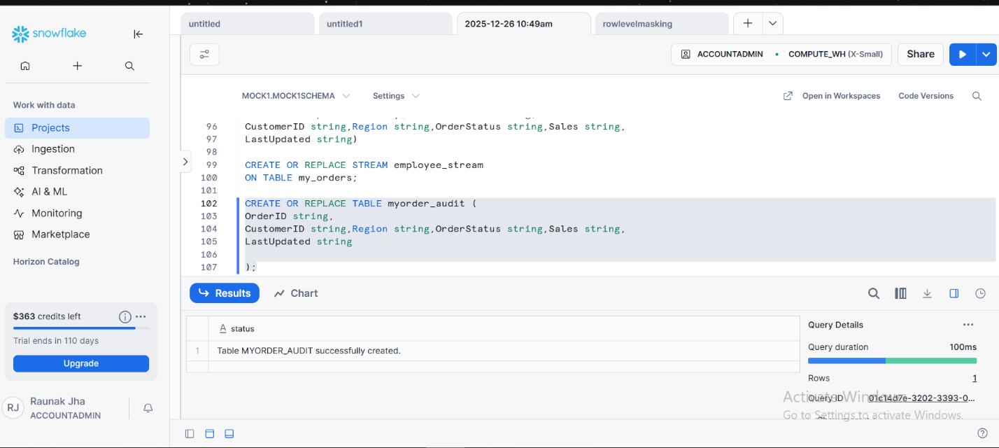 snowflake
Work with data
Projects
Ingestion
Transformation
AI & ML
Monitoring
Marketplace
Horizon Catalog
$363 credits left
Trial ends in 110 days
Upgrade
RJ
Raunak Jha
ACCOUNTADMIN
untitled
untitled1
2025-12-26 10:49am
rowlevelmasking
ACCOUNTADMIN • COMPUTE_WH (X-Small)
Share
MOCK1.MOCK1SCHEMA
Settings
Open in Workspaces
Code Versions
96 CustomerID string,Region string,OrderStatus string,Sales string,
97 LastUpdated string)
98
99 CREATE OR REPLACE STREAM employee_stream
100 ON TABLE my_orders;
101
102 CREATE OR REPLACE TABLE myorder_audit (
103 OrderID string,
104 CustomerID string,Region string,OrderStatus string,Sales string,
105 LastUpdated string
106
107 );
Results
Chart
A status
1 Table MYORDER_AUDIT successfully created.
Query Details
Query duration 100ms
Rows 1
Query ID 01c14d7e-3202-3393-0...
Activate Windows
Go to Settings to activate Windows.